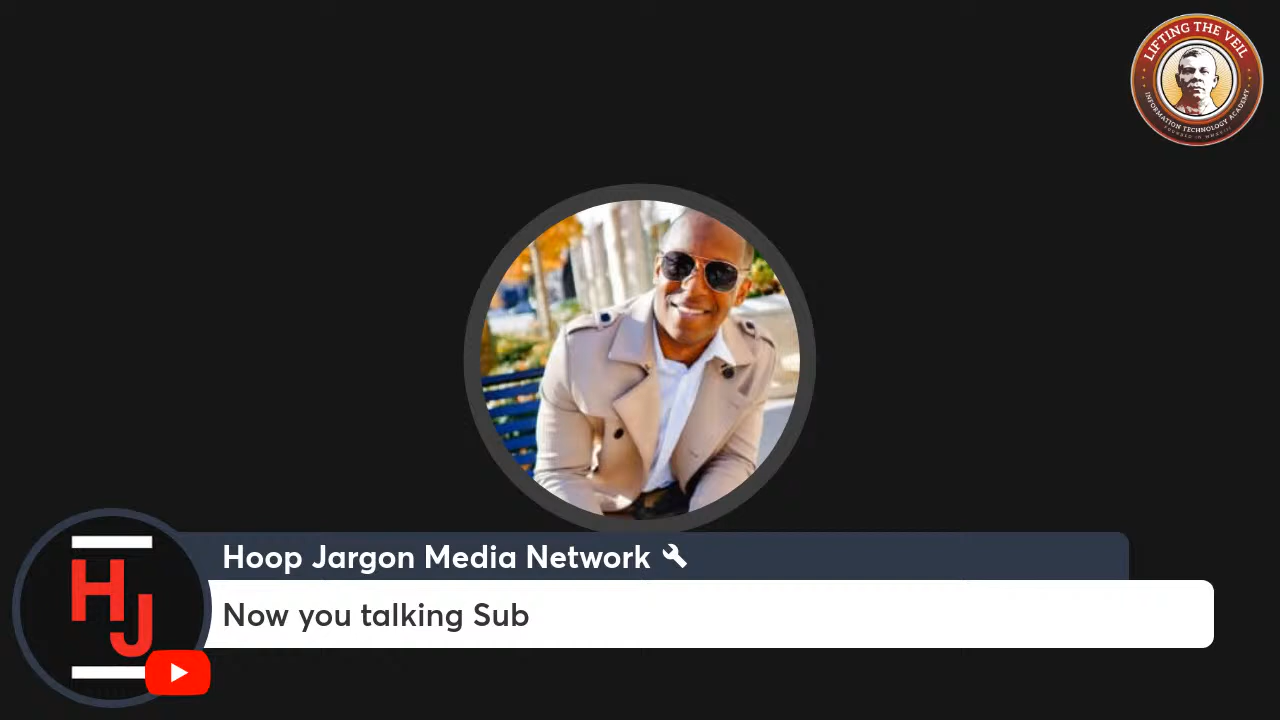 LIFTING THE VEIL
INFORMATION TECHNOLOGY ACADEMY
HJ
Hoop Jargon Media Network
Now you talking Sub